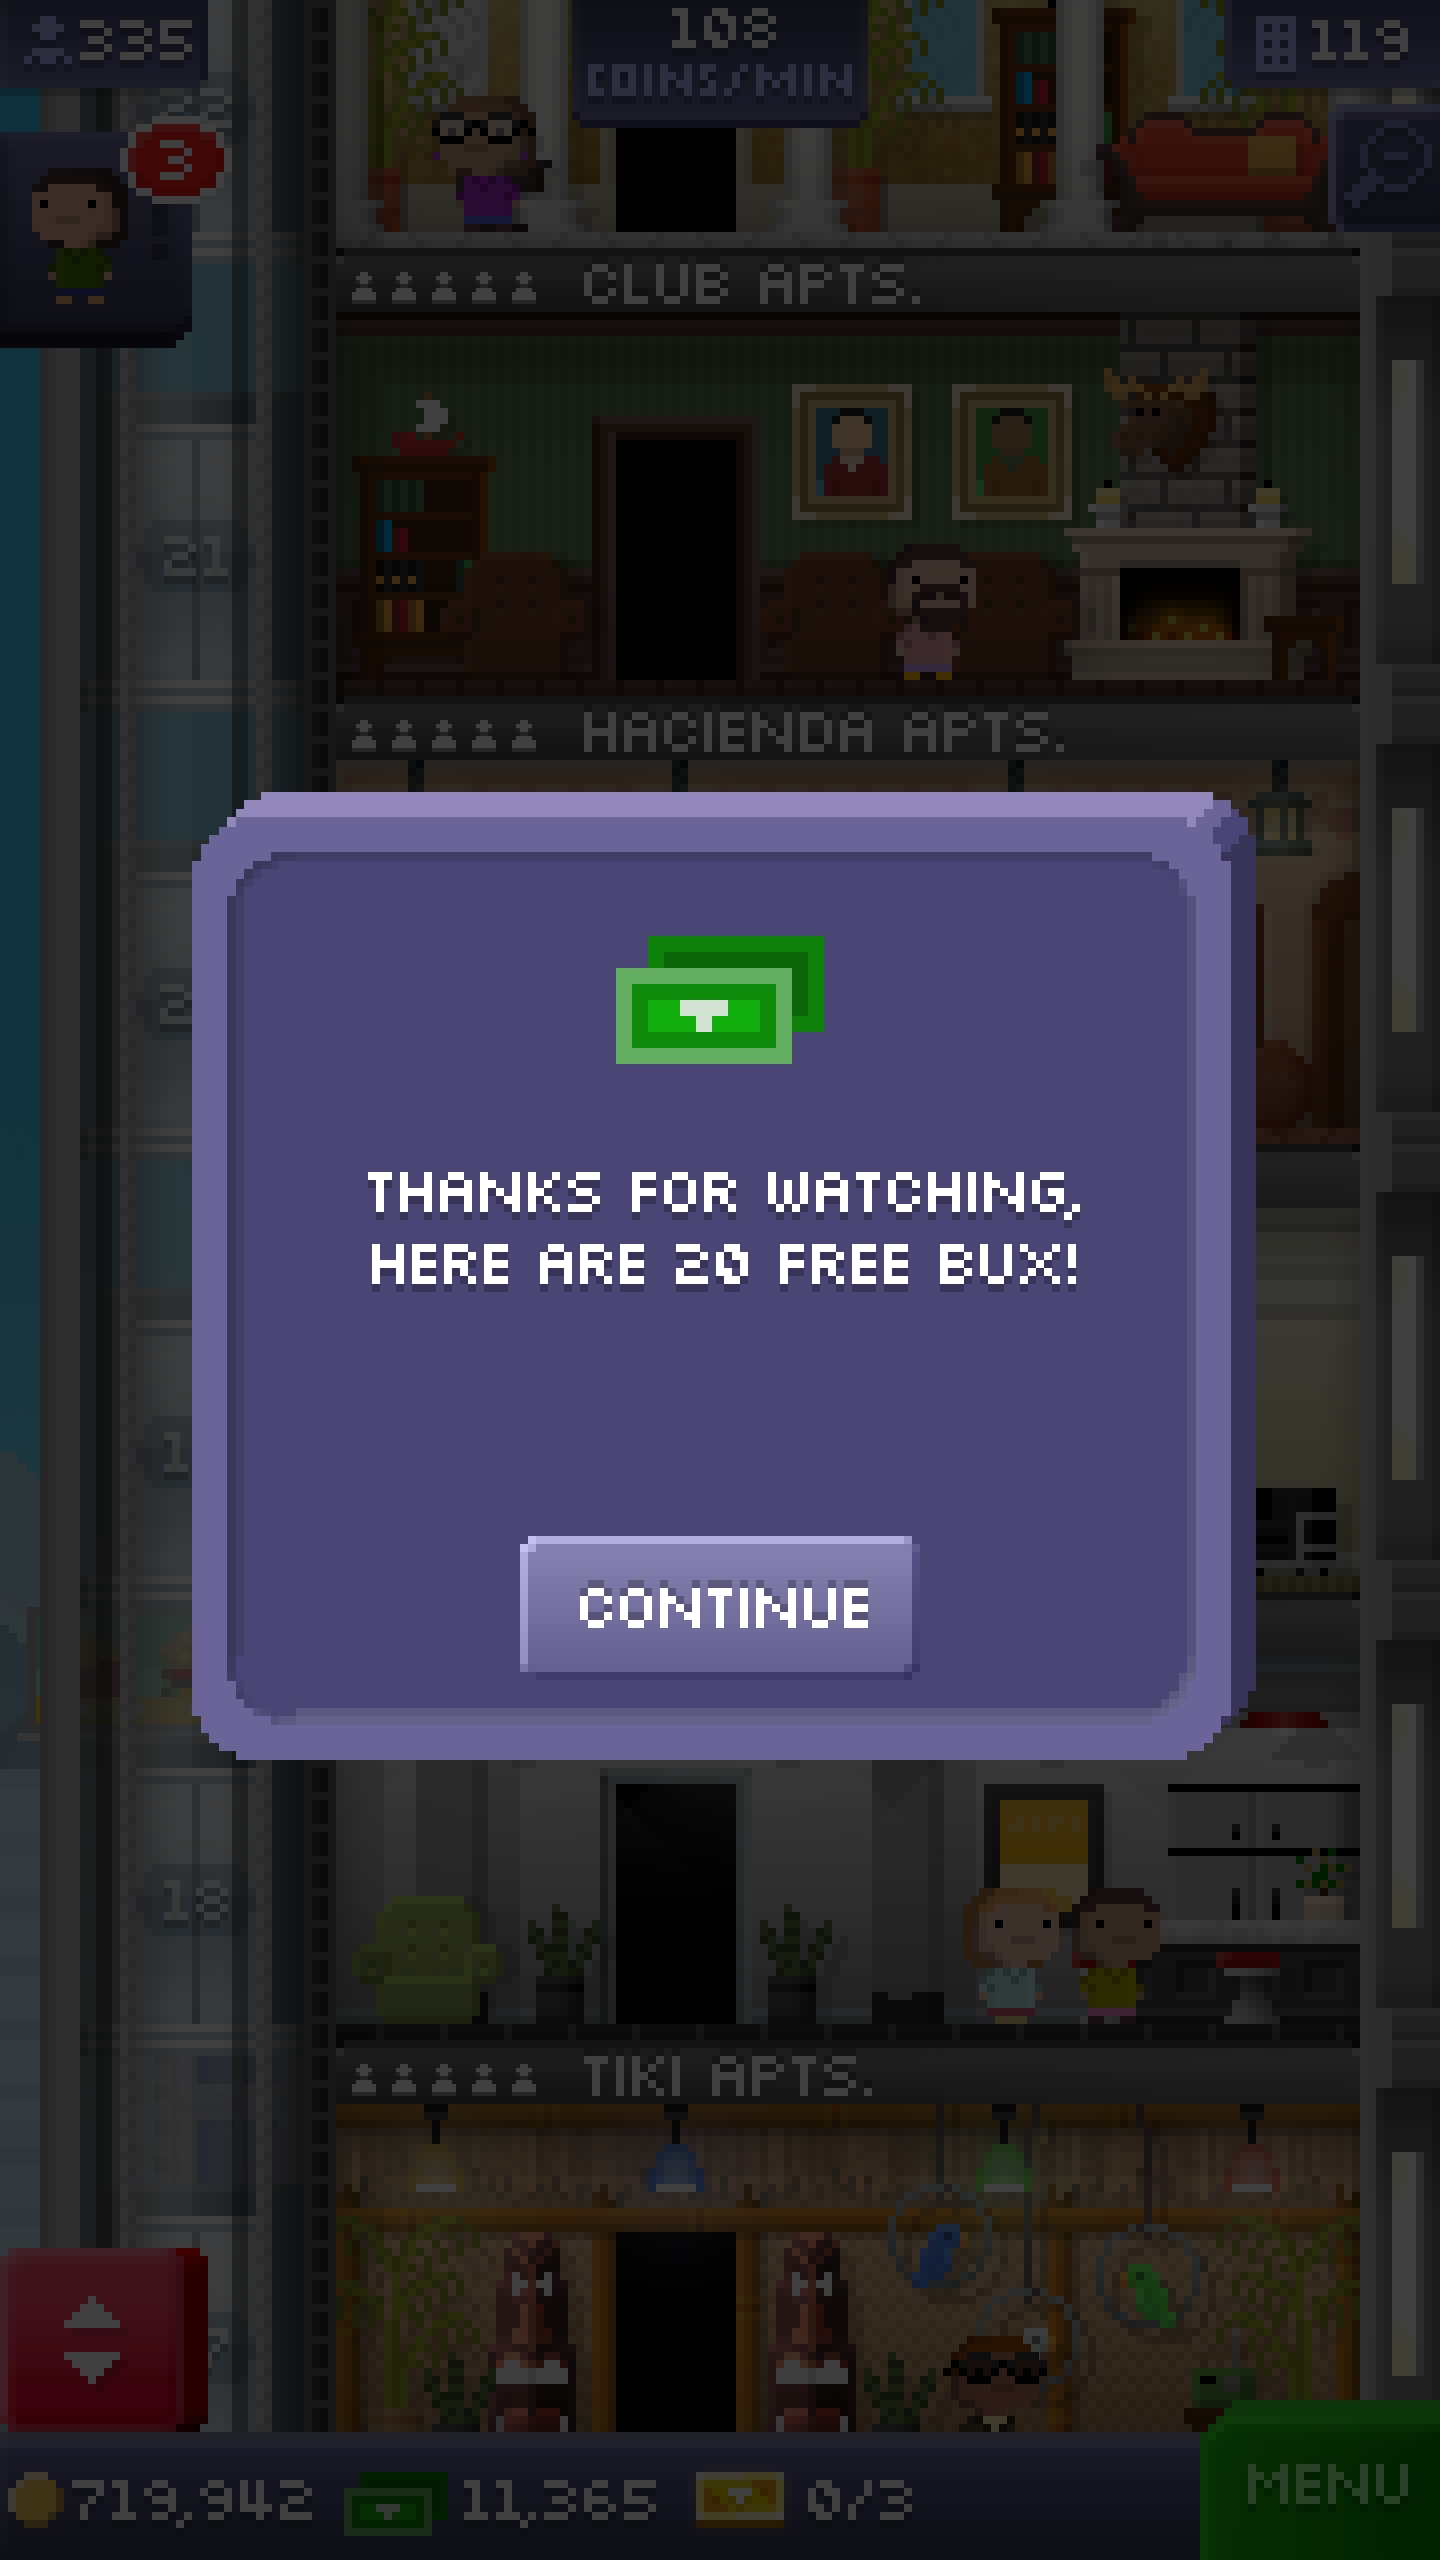 335
108
COINS/MIN
119
3
CLUB APTS.
21
HACIENDA APTS.
THANKS FOR WATCHING,
HERE ARE 20 FREE BUX!
CONTINUE
18
TIKI APTS.
719,942
11,365
0/3
MENU